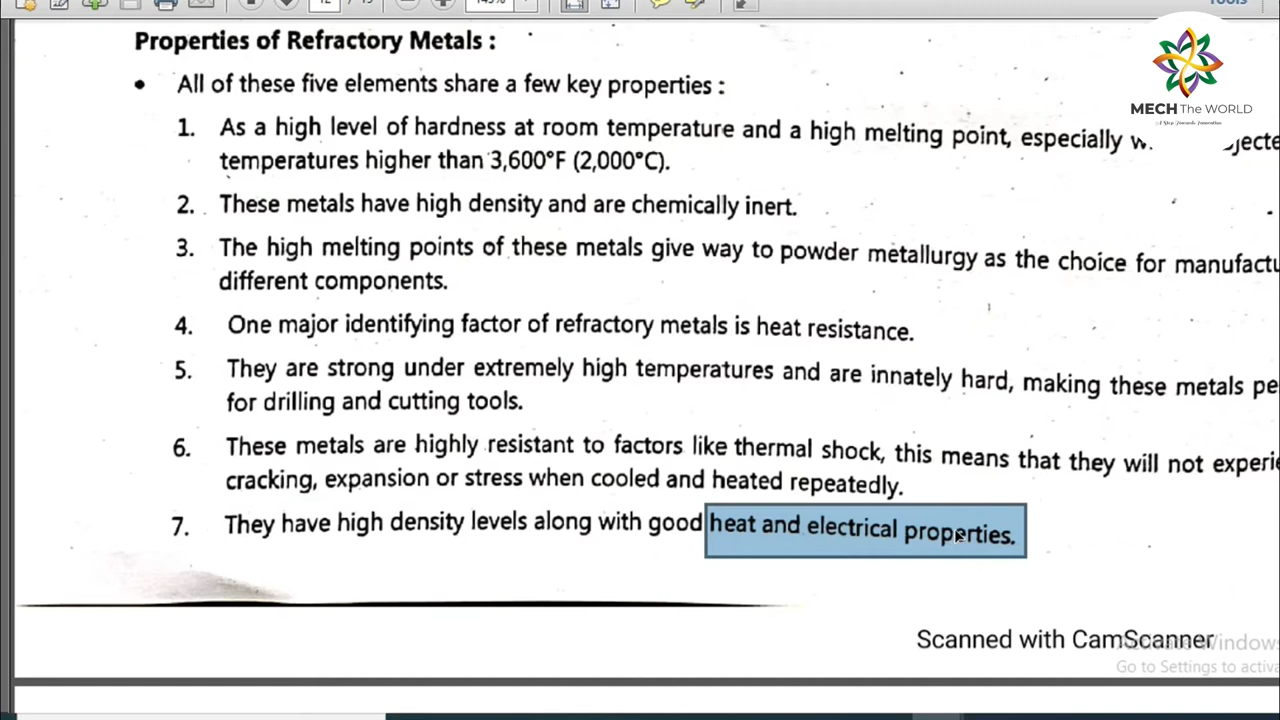 Properties of Refractory Metals :
• All of these five elements share a few key properties :
1. As a high level of hardness at room temperature and a high melting point, especially
temperatures higher than 3,600°F (2,000°C).
2. These metals have high density and are chemically inert.
3. The high melting points of these metals give way to powder metallurgy as the choice for
different components.
4. One major identifying factor of refractory metals is heat resistance.
5. They are strong under extremely high temperatures and are innately hard, making these metals
for drilling and cutting tools.
6. These metals are highly resistant to factors like thermal shock, this means that they will not
cracking, expansion or stress when cooled and heated repeatedly.
7. They have high density levels along with good heat and electrical properties.
Scanned with CamScanner
Activate Windows
Go to Settings to
MECH The WORLD